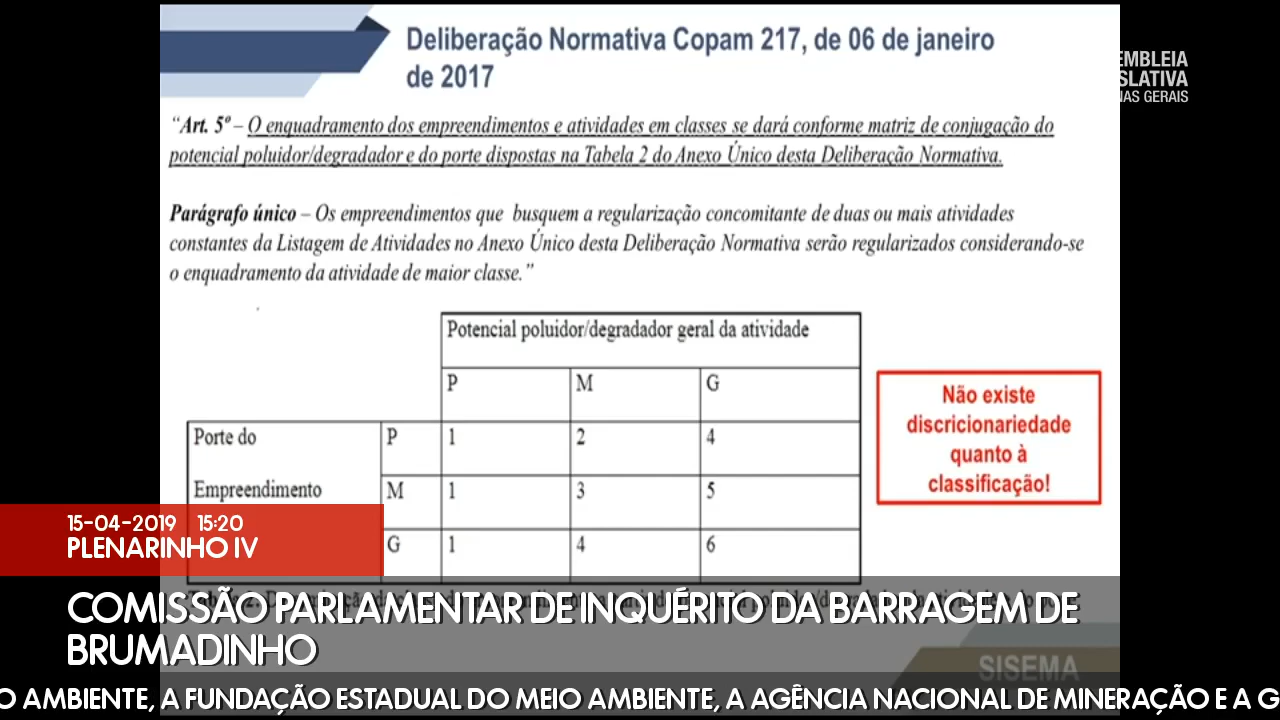 Deliberação Normativa Copam 217, de 06 de janeiro
de 2017
EMBLEIA
SLATIVA
NAS GERAIS
“Art. 5º – O enquadramento dos empreendimentos e atividades em classes se dará conforme matriz de conjugação do
potencial poluidor/degradador e do porte dispostas na Tabela 2 do Anexo Único desta Deliberação Normativa.
Parágrafo único – Os empreendimentos que busquem a regularização concomitante de duas ou mais atividades
constantes da Listagem de Atividades no Anexo Único desta Deliberação Normativa serão regularizados considerando-se
o enquadramento da atividade de maior classe.”
Potencial poluidor/degradador geral da atividade
P M G
Porte do P 1 2 4
Empreendimento M 1 3 5
G 1 4 6
Não existe
discricionariedade
quanto à
classificação!
15-04-2019 15:20
PLENARINHO IV
COMISSÃO PARLAMENTAR DE INQUÉRITO DA BARRAGEM DE
BRUMADINHO
SISEMA
O AMBIENTE, A FUNDAÇÃO ESTADUAL DO MEIO AMBIENTE, A AGÊNCIA NACIONAL DE MINERAÇÃO E A G